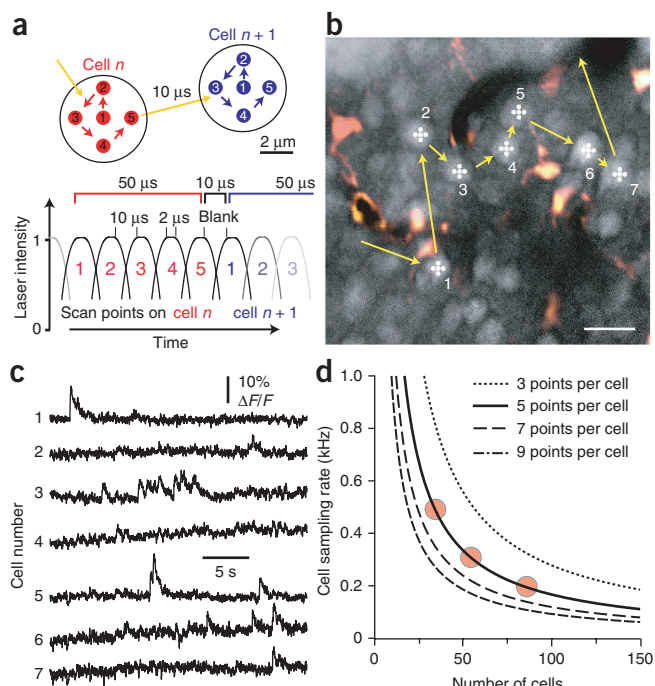 a
Cell n
Cell n + 1
2
3 1 5
4
2
3 1 5
4
10 µs
2 µm
50 µs 10 µs 50 µs
10 µs 2 µs Blank
Laser intensity
1
0
1 2 3 4 5 1 2 3
Scan points on cell n cell n+1
Time
b
1
2
3
4
5
6
7
c
10%
ΔF/F
Cell number
1
2
3
4
5
6
7
5 s
d
3 points per cell
5 points per cell
7 points per cell
9 points per cell
Cell sampling rate (kHz)
1.0
0.8
0.6
0.4
0.2
0
0 50 100 150
Number of cells